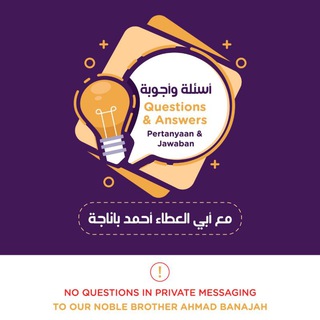 أسئلة وأجوبة
Questions
& Answers
Pertanyaan &
Jawaban
مع أبي العطاء أحمد باناجة
!
NO QUESTIONS IN PRIVATE MESSAGING
TO OUR NOBLE BROTHER AHMAD BANAJAH